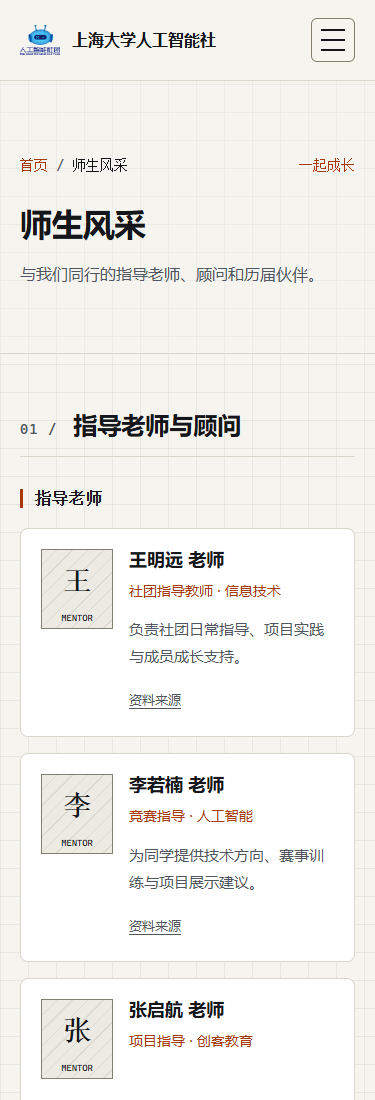 上海大学人工智能社
首页 / 师生风采
一起成长
师生风采
与我们同行的指导老师、顾问和历届伙伴。
01 / 指导老师与顾问
指导老师
王
MENTOR
王明远 老师
社团指导教师 · 信息技术
负责社团日常指导、项目实践
与成员成长支持。
资料来源
李
MENTOR
李若楠 老师
竞赛指导 · 人工智能
为同学提供技术方向、赛事训
练与项目展示建议。
资料来源
张
MENTOR
张启航 老师
项目指导 · 创客教育